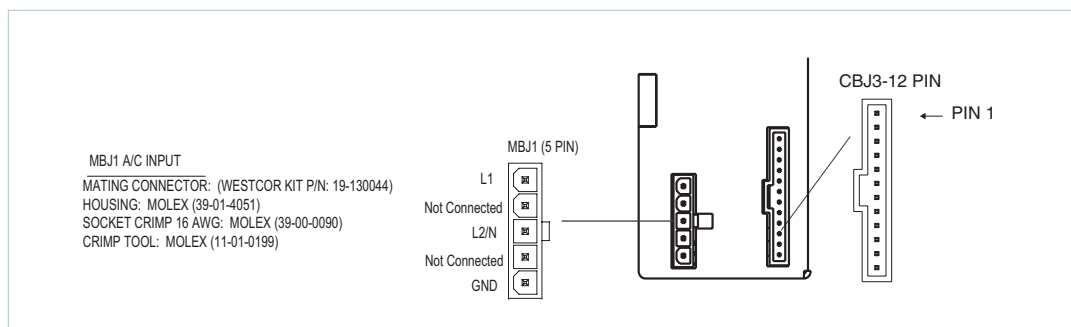 MBJ1 A/C INPUT
MATING CONNECTOR: (WESTCOR KIT P/N: 19-130044)
HOUSING: MOLEX (39-01-4051)
SOCKET CRIMP 16 AWG: MOLEX (39-00-0090)
CRIMP TOOL: MOLEX (11-01-0199)
MBJ1 (5 PIN)
L1
Not Connected
L2/N
Not Connected
GND
CBJ3-12 PIN
PIN 1